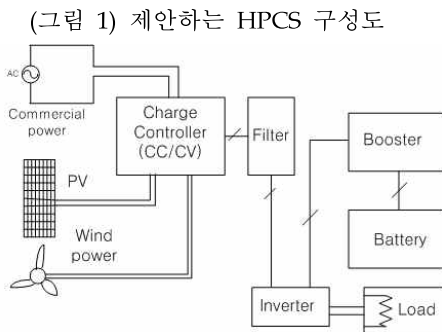 (그림 1) 제안하는 HPCS 구성도
AC
Commercial
power
Charge
Controller
(CC/CV)
Filter
Booster
PV
Wind
power
Battery
Inverter
Load